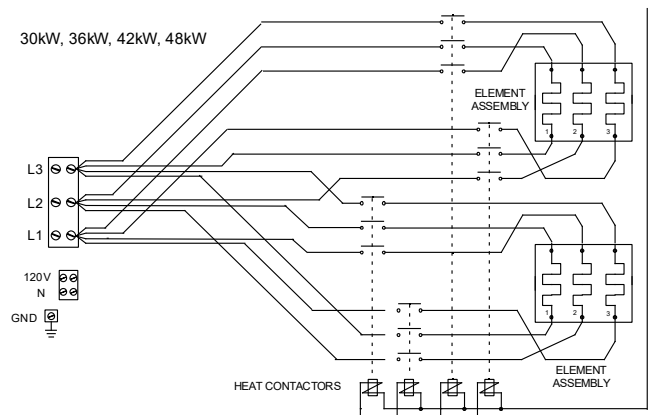 30kW, 36kW, 42kW, 48kW
ELEMENT
ASSEMBLY
1 2 3
L3
L2
L1
120V
N
GND
1 2 3
ELEMENT
ASSEMBLY
HEAT CONTACTORS